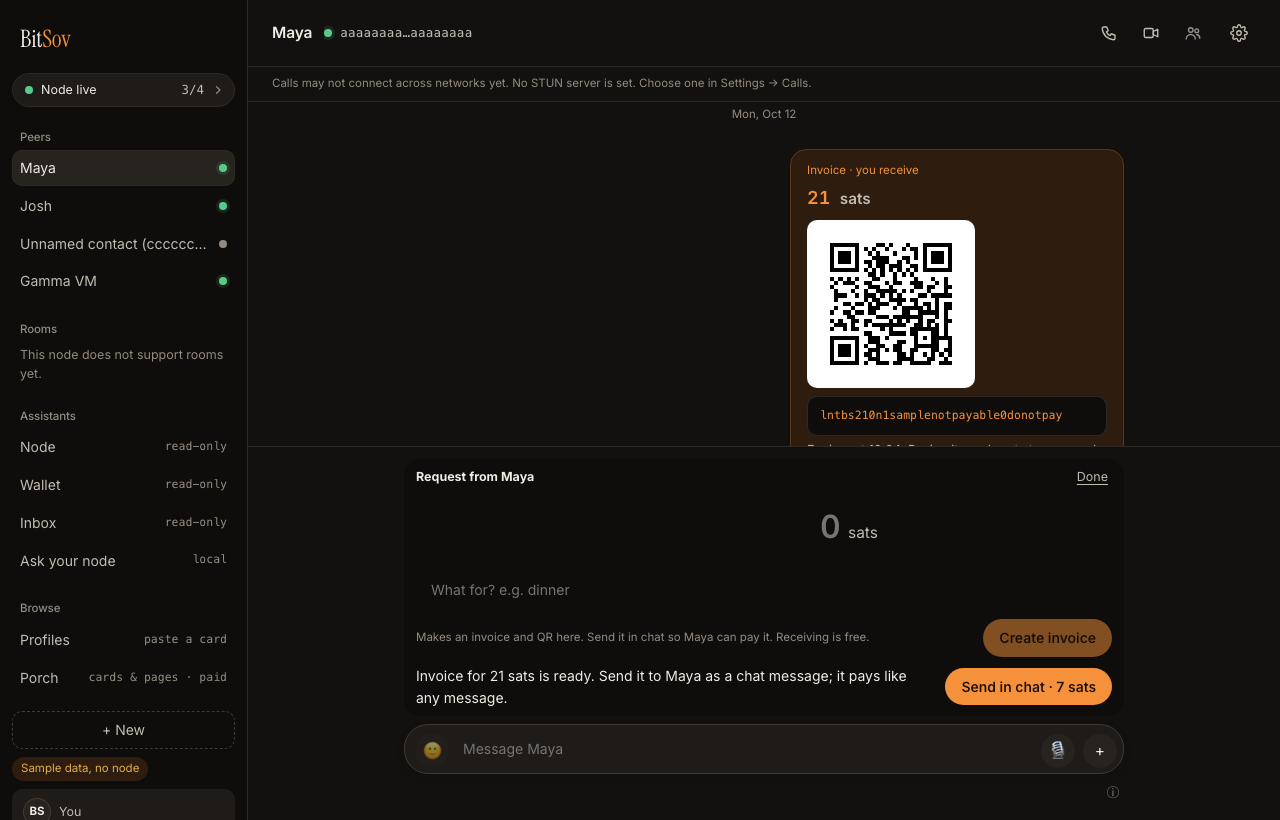 BitSov
Node live 3/4
Peers
Maya
Josh
Unnamed contact (cccccc…
Gamma VM
Rooms
This node does not support rooms
yet.
Assistants
Node read-only
Wallet read-only
Inbox read-only
Ask your node local
Browse
Profiles paste a card
Porch cards & pages · paid
+ New
Sample data, no node
BS You
Maya aaaaaaaa…aaaaaaaa
Calls may not connect across networks yet. No STUN server is set. Choose one in Settings → Calls.
Mon, Oct 12
Invoice · you receive
21 sats
lntbs210n1samplenotpayable0donotpay
Request from Maya Done
0 sats
What for? e.g. dinner
Makes an invoice and QR here. Send it in chat so Maya can pay it. Receiving is free. Create invoice
Invoice for 21 sats is ready. Send it to Maya as a chat message; it pays like
any message.
Send in chat · 7 sats
Message Maya +